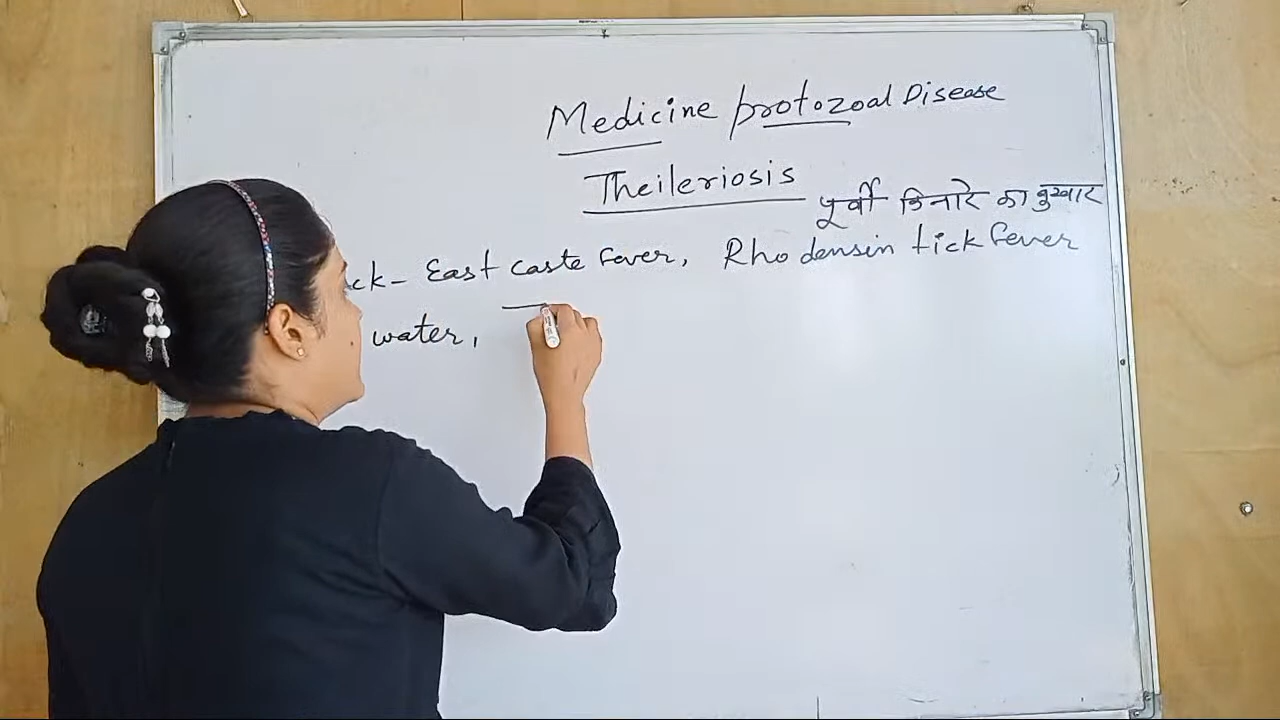 Medicine protozoal Disease
Theileriosis
पूर्वी किनारे का बुखार
ck- East Caste Fever, Rhodensin tick Fever
water,